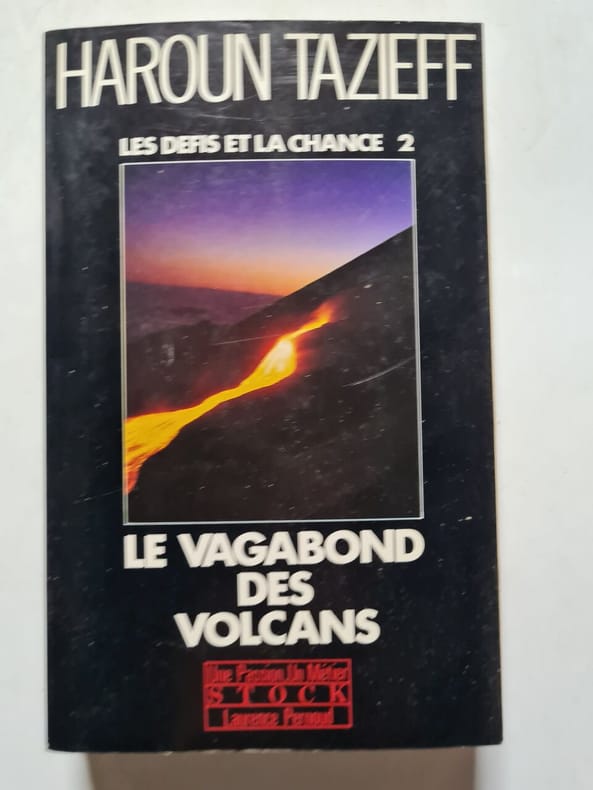 HAROUN TAZIEFF
LES DEFIS ET LA CHANCE 2
LE VAGABOND
DES
VOLCANS
Une Passion, Un Métier
STOCK
Laurence Pernoud